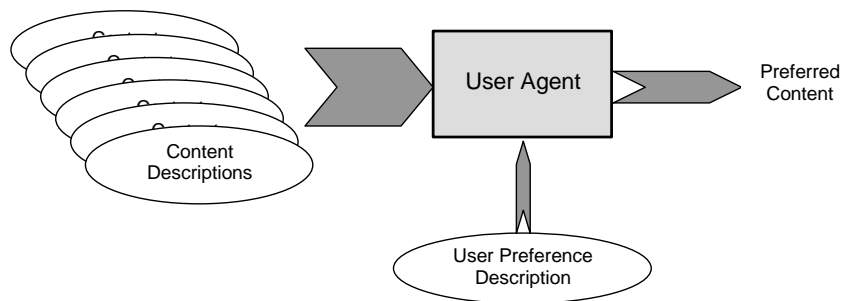 Content
Descriptions
User Agent
Preferred
Content
User Preference
Description